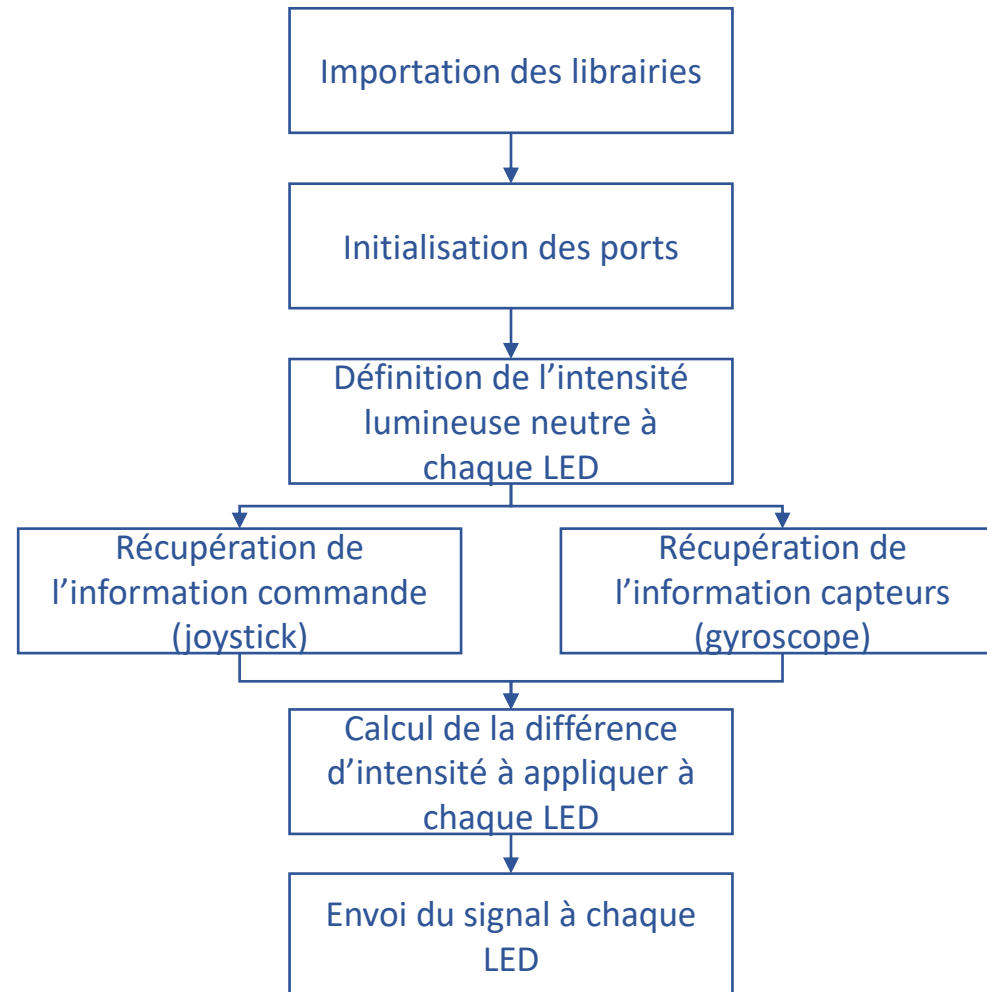 Importation des librairies
Initialisation des ports
Définition de l’intensité
lumineuse neutre à
chaque LED
Récupération de
l’information commande
(joystick)
Récupération de
l’information capteurs
(gyroscope)
Calcul de la différence
d’intensité à appliquer à
chaque LED
Envoi du signal à chaque
LED